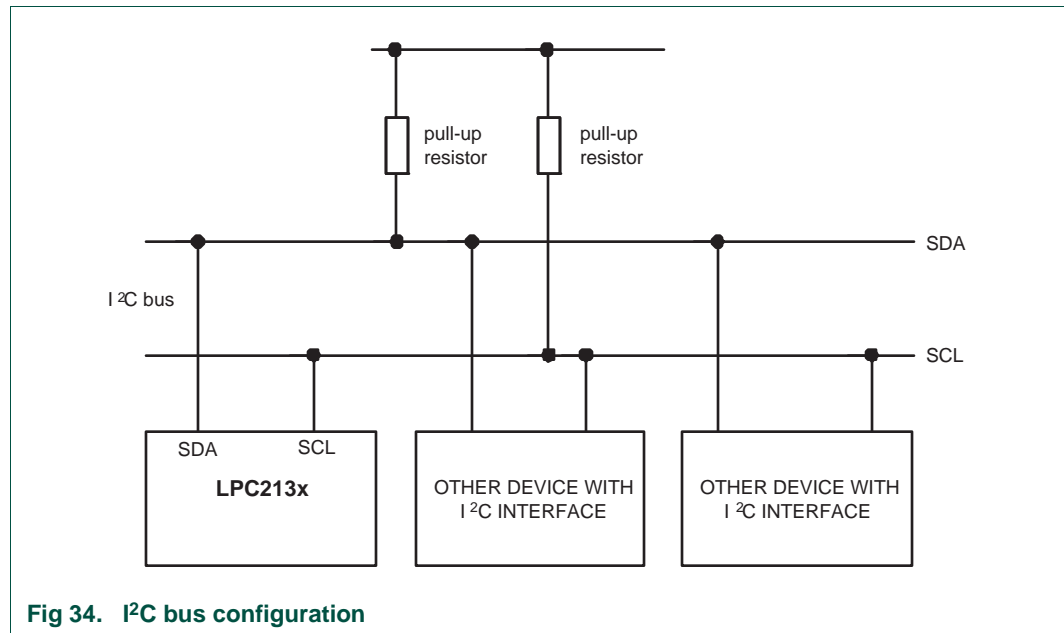 pull-up
resistor
pull-up
resistor
SDA
I ²C bus
SCL
SDA
SCL
LPC213x
OTHER DEVICE WITH
I ²C INTERFACE
OTHER DEVICE WITH
I ²C INTERFACE
Fig 34. I²C bus configuration